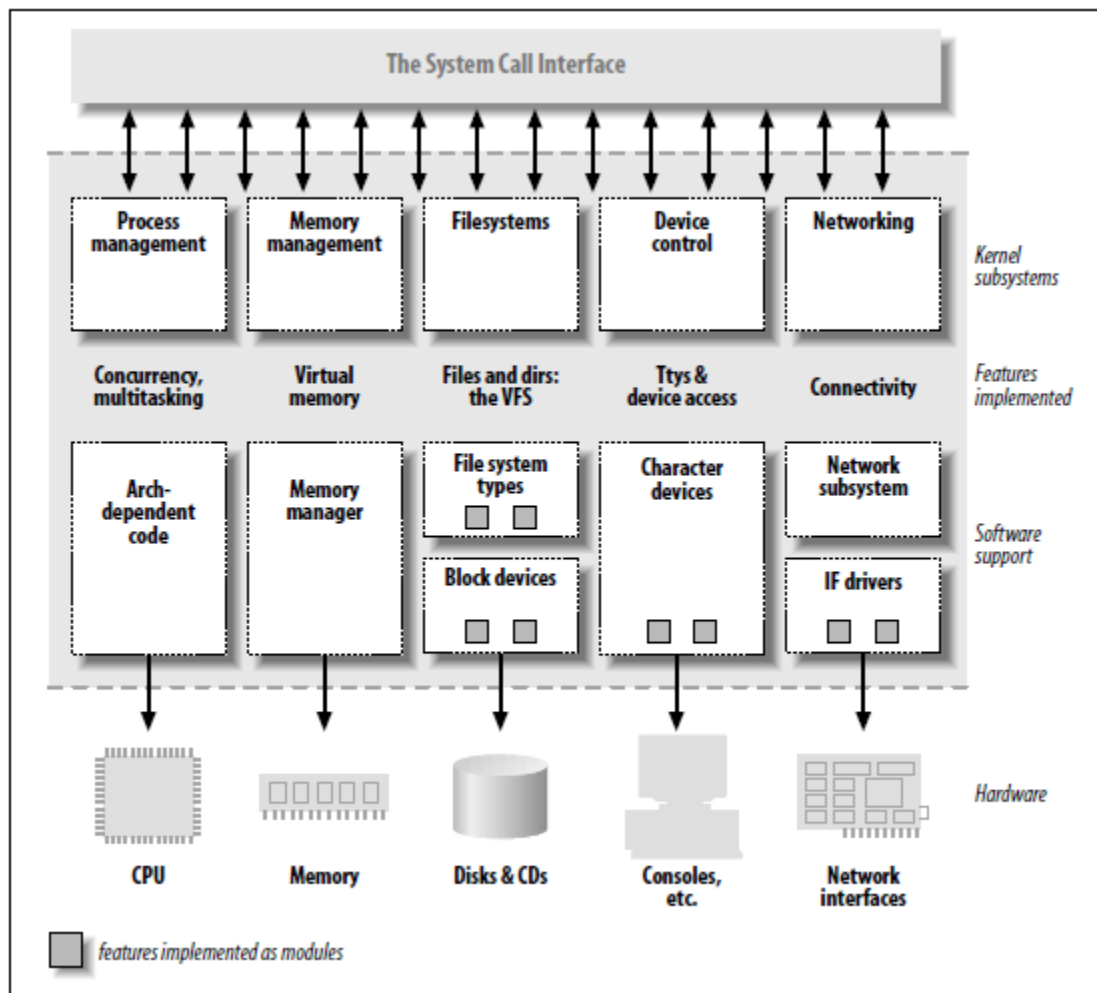 The System Call Interface
Process
management
Memory
management
Filesystems
Device
control
Networking
Kernel
subsystems
Concurrency,
multitasking
Virtual
memory
Files and dirs:
the VFS
Ttys &
device access
Connectivity
Features
implemented
Arch-
dependent
code
Memory
manager
File system
types
Block devices
Character
devices
Network
subsystem
IF drivers
Software
support
Hardware
CPU
Memory
Disks & CDs
Consoles,
etc.
Network
interfaces
features implemented as modules